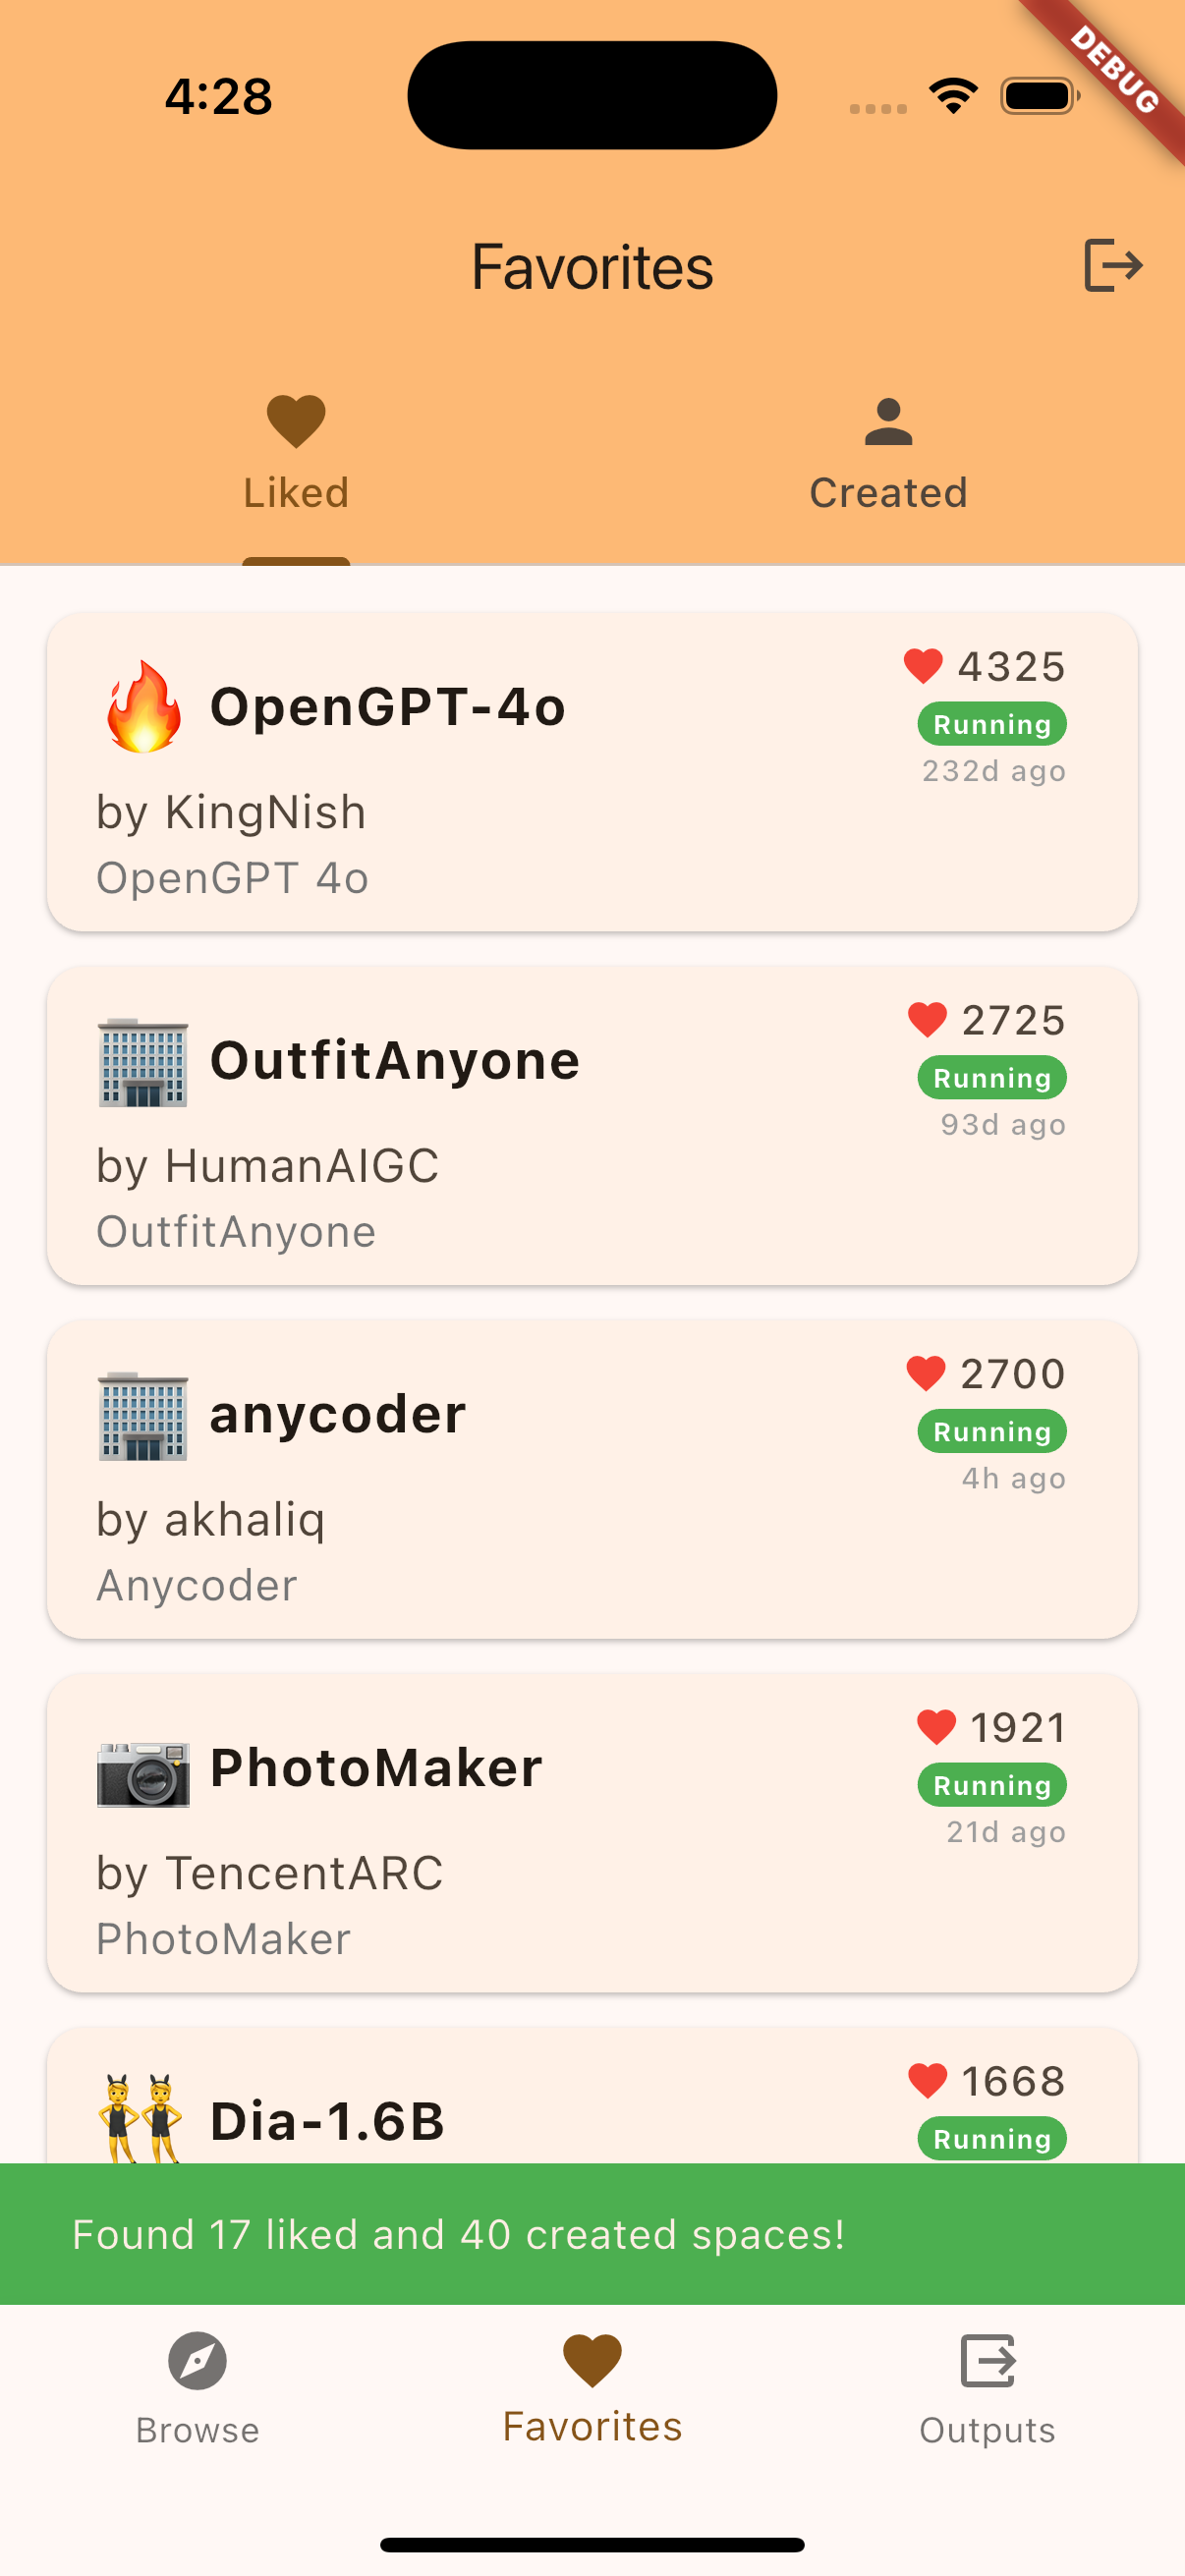 4:28
DEBUG
Favorites
Liked
Created
OpenGPT-4o
4325
Running
232d ago
by KingNish
OpenGPT 4o
OutfitAnyone
2725
Running
93d ago
by HumanAIGC
OutfitAnyone
anycoder
2700
Running
4h ago
by akhaliq
Anycoder
PhotoMaker
1921
Running
21d ago
by TencentARC
PhotoMaker
Dia-1.6B
1668
Running
Found 17 liked and 40 created spaces!
Browse
Favorites
Outputs